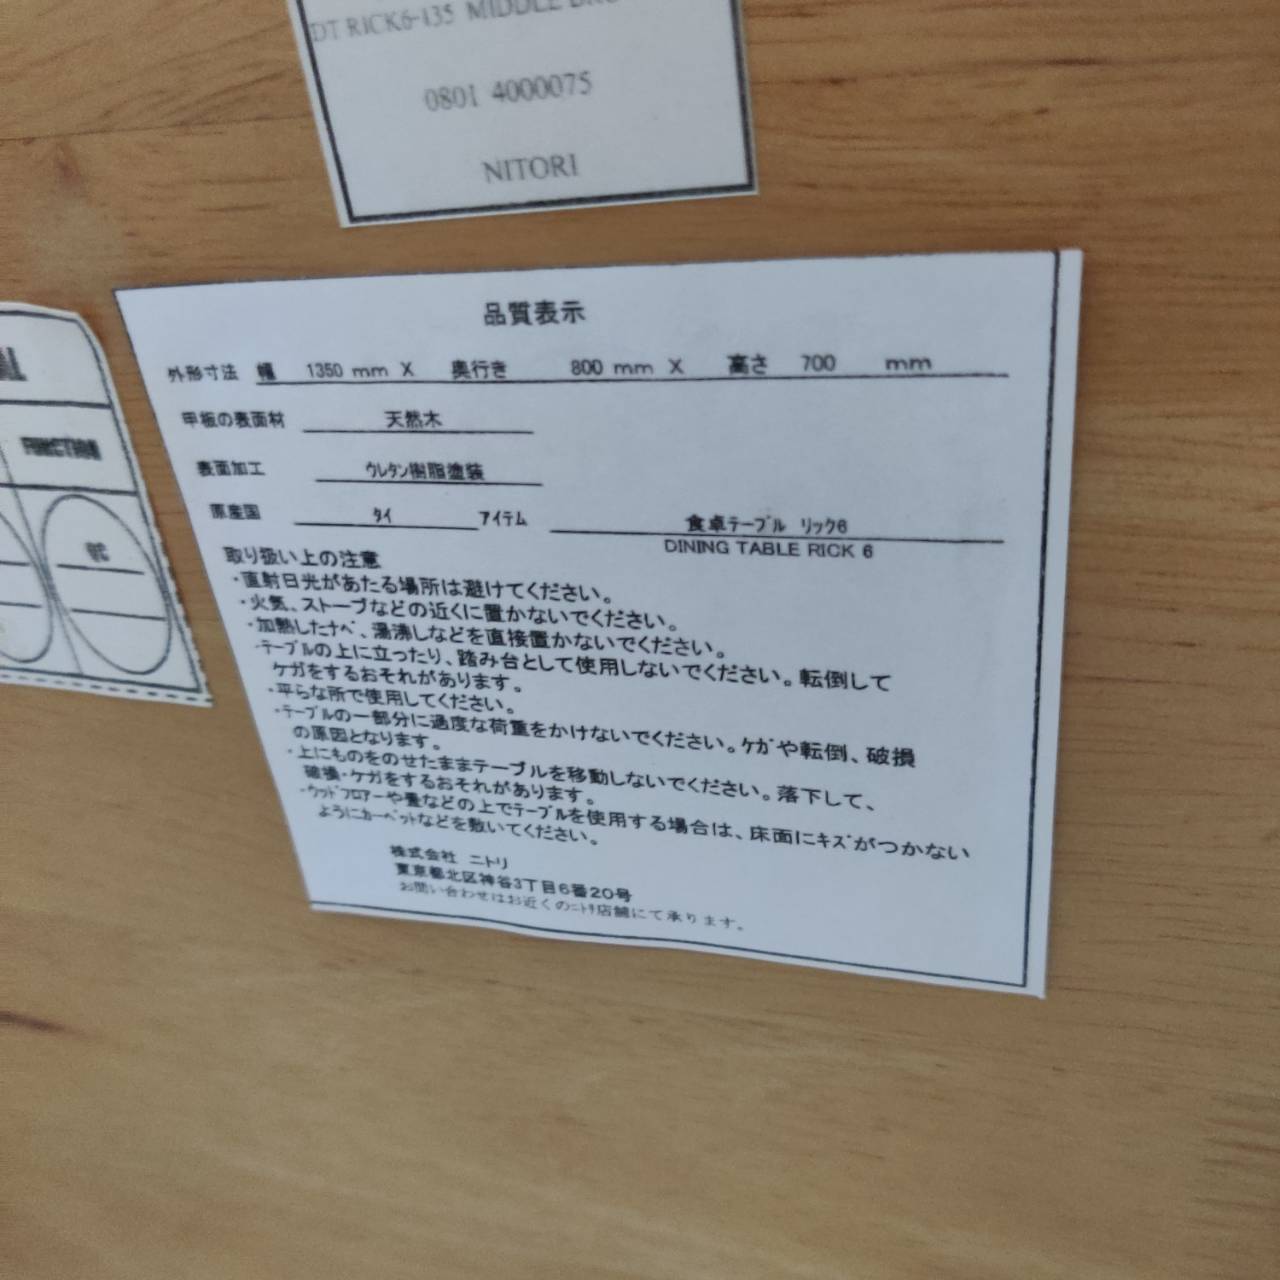 DT RICK6-135 MIDDLE
0801 4000075
NITORI
FUNCTION
QC
品質表示
外形寸法 幅 1350 mm X 奥行き 800 mm X 高さ 700 mm
甲板の表面材 天然木
表面加工 ウレタン樹脂塗装
原産国 タイ アイテム 食卓テーブル リック6
DINING TABLE RICK 6
取り扱い上の注意
・直射日光があたる場所は避けてください。
・火気、ストーブなどの近くに置かないでください。
・加熱したナベ、湯沸しなどを直接置かないでください。
・テーブルの上に立ったり、踏み台として使用しないでください。転倒して
ケガをするおそれがあります。
・平らな所で使用してください。
・テーブルの一部分に過度な荷重をかけないでください。ケガや転倒、破損
の原因となります。
・上にものをのせたままテーブルを移動しないでください。落下して、
破損・ケガをするおそれがあります。
・ウッドフロアーや畳などの上でテーブルを使用する場合は、床面にキズがつかない
ようにカーペットなどを敷いてください。
株式会社 ニトリ
東京都北区神谷3丁目6番20号
お問い合わせはお近くのニトリ店舗にて承ります。